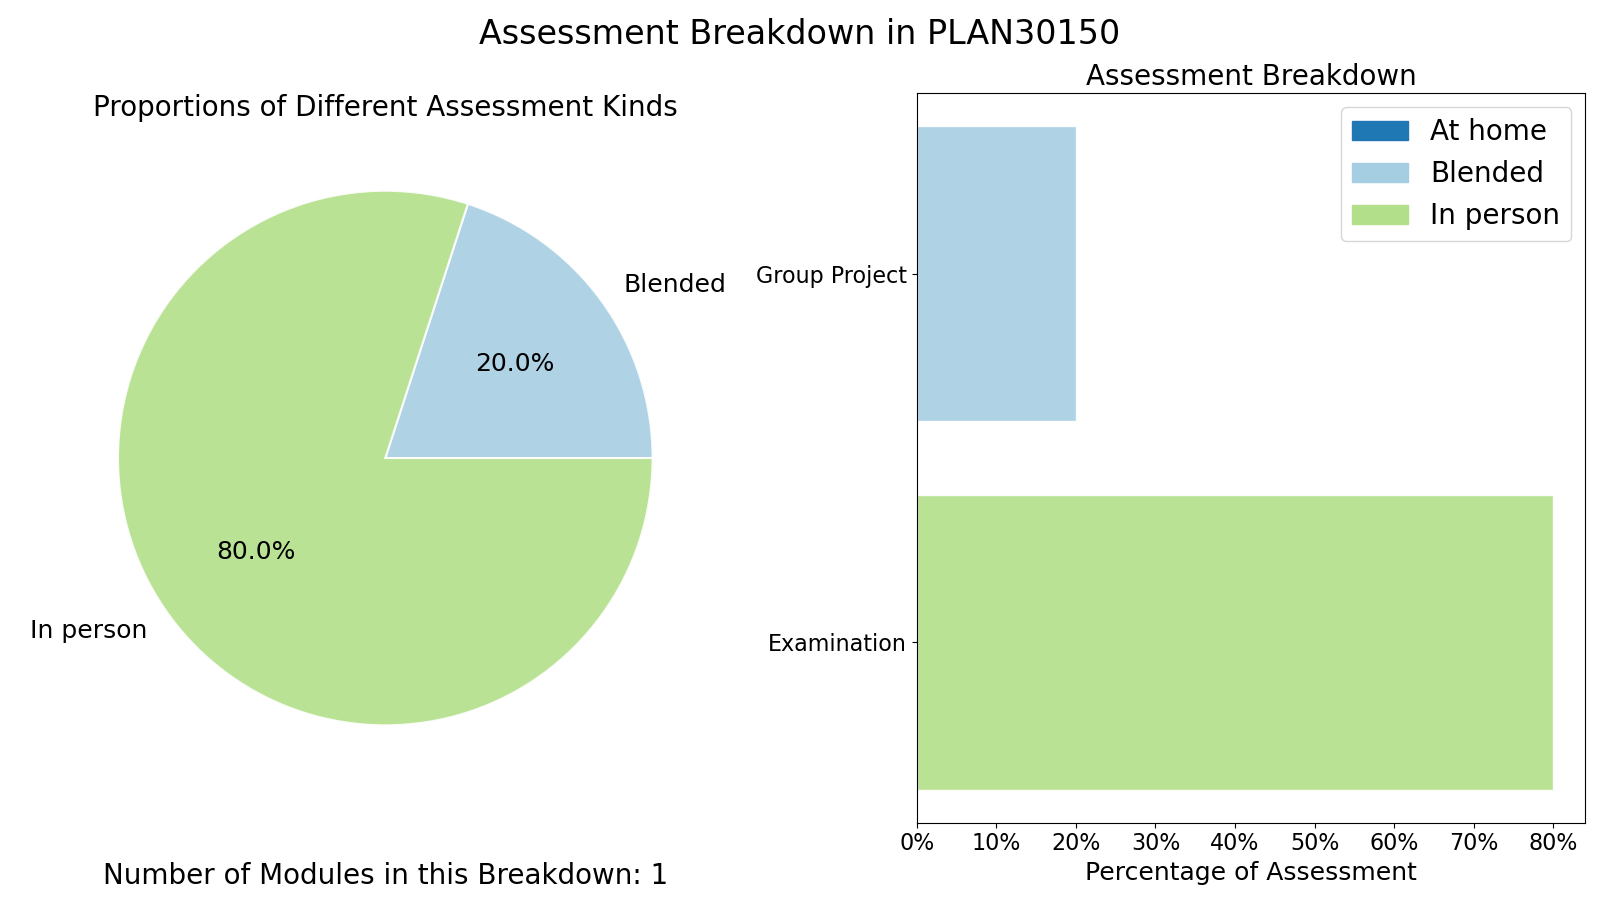 Assessment Breakdown in PLAN30150
Proportions of Different Assessment Kinds
Blended
20.0%
80.0%
In person
Number of Modules in this Breakdown: 1
Assessment Breakdown
At home
Blended
In person
Group Project
Examination
0% 10% 20% 30% 40% 50% 60% 70% 80%
Percentage of Assessment